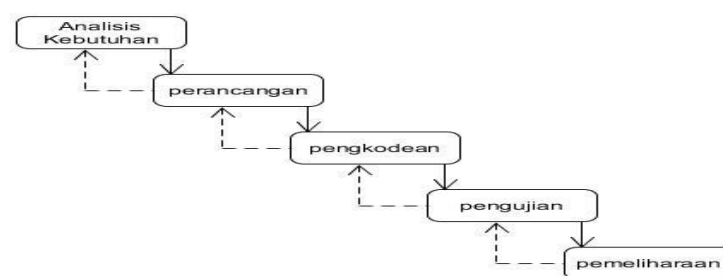 Analisis
Kebutuhan
perancangan
pengkodean
pengujian
pemeliharaan